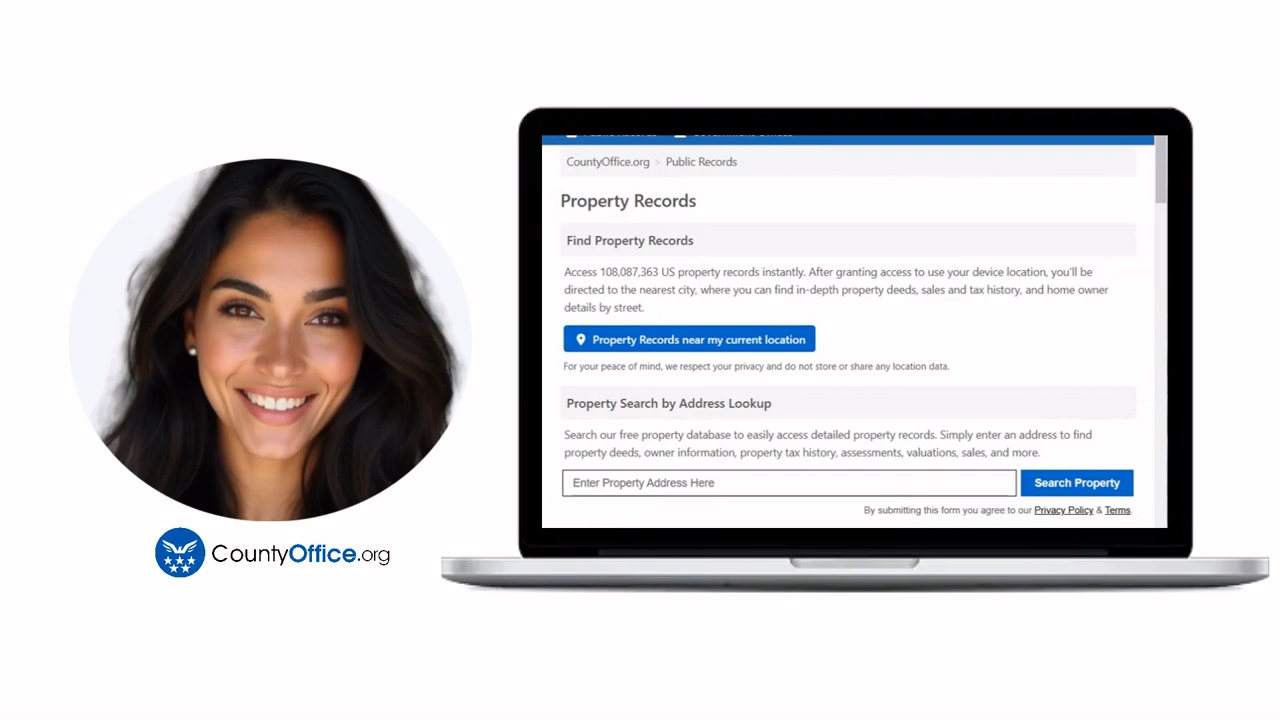 CountyOffice.org > Public Records
Property Records
Find Property Records
Access 108,087,363 US property records instantly. After granting access to use your device location, you'll be
directed to the nearest city, where you can find in-depth property deeds, sales and tax history, and home owner
details by street.
Property Records near my current location
For your peace of mind, we respect your privacy and do not store or share any location data.
Property Search by Address Lookup
Search our free property database to easily access detailed property records. Simply enter an address to find
property deeds, owner information, property tax history, assessments, valuations, sales, and more.
Enter Property Address Here
Search Property
By submitting this form you agree to our Privacy Policy & Terms.
CountyOffice.org